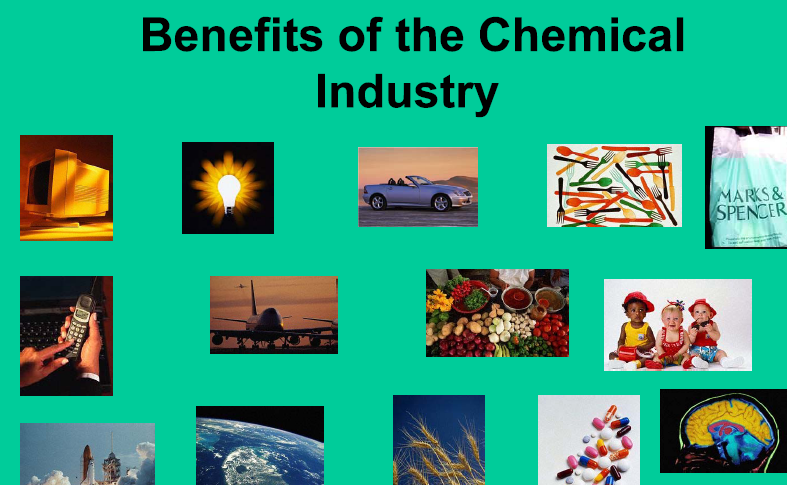 Benefits of the Chemical
Industry
MARKS &
SPENCER